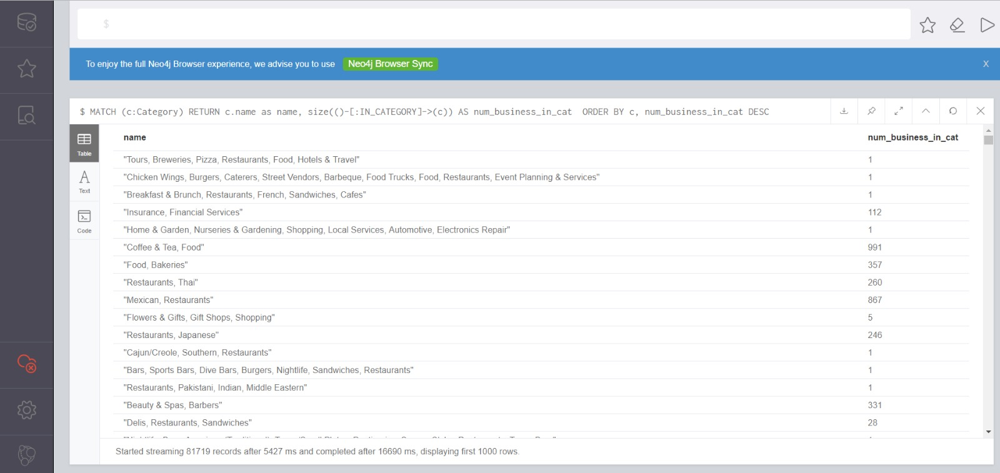 $
To enjoy the full Neo4j Browser experience, we advise you to use Neo4j Browser Sync X
$ MATCH (c:Category) RETURN c.name as name, size(()-[:IN_CATEGORY]->(c)) AS num_business_in_cat  ORDER BY c, num_business_in_cat DESC
Table
Text
Code
name num_business_in_cat
"Tours, Breweries, Pizza, Restaurants, Food, Hotels & Travel" 1
"Chicken Wings, Burgers, Caterers, Street Vendors, Barbeque, Food Trucks, Food, Restaurants, Event Planning & Services" 1
"Breakfast & Brunch, Restaurants, French, Sandwiches, Cafes" 1
"Insurance, Financial Services" 112
"Home & Garden, Nurseries & Gardening, Shopping, Local Services, Automotive, Electronics Repair" 1
"Coffee & Tea, Food" 991
"Food, Bakeries" 357
"Restaurants, Thai" 260
"Mexican, Restaurants" 867
"Flowers & Gifts, Gift Shops, Shopping" 5
"Restaurants, Japanese" 246
"Cajun/Creole, Southern, Restaurants" 1
"Bars, Sports Bars, Dive Bars, Burgers, Nightlife, Sandwiches, Restaurants" 1
"Restaurants, Pakistani, Indian, Middle Eastern" 1
"Beauty & Spas, Barbers" 331
"Delis, Restaurants, Sandwiches" 28
Started streaming 81719 records after 5427 ms and completed after 16690 ms, displaying first 1000 rows.